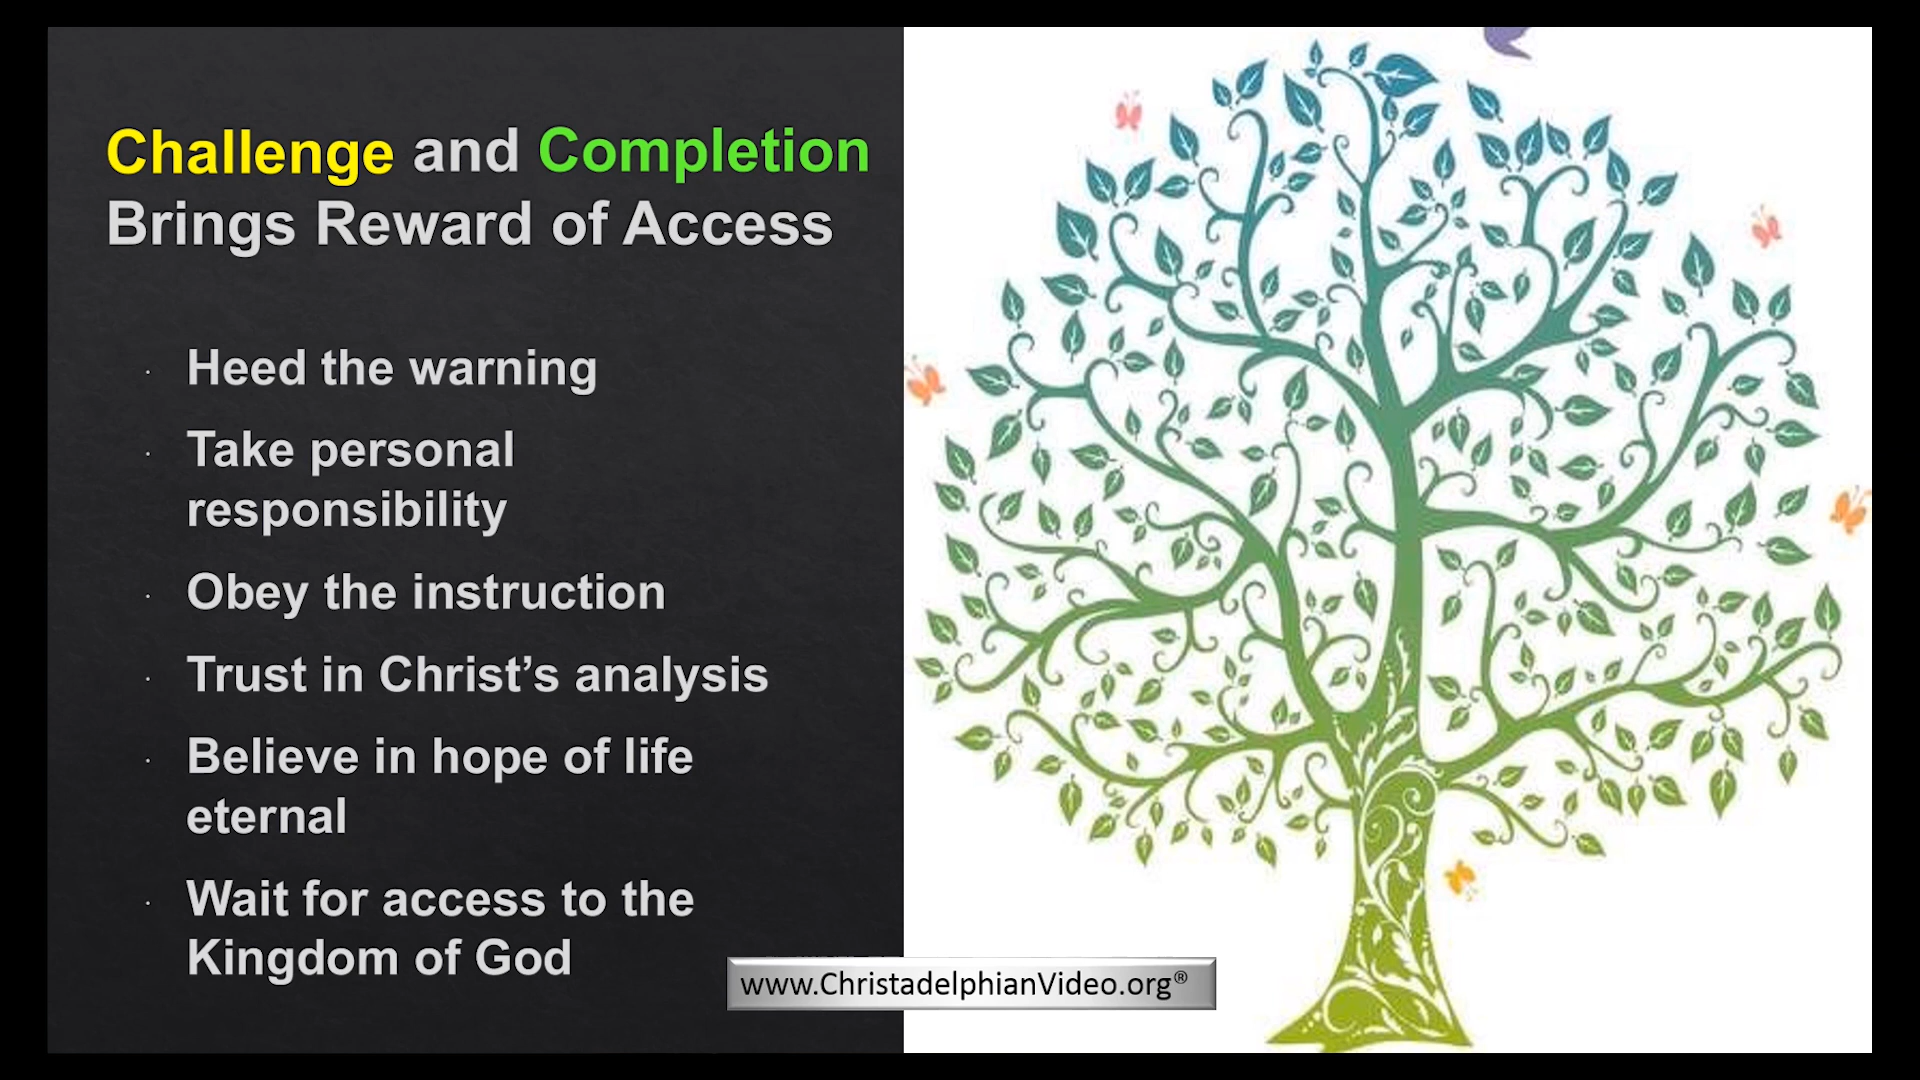 Challenge and Completion
Brings Reward of Access
· Heed the warning
· Take personal
responsibility
· Obey the instruction
· Trust in Christ’s analysis
· Believe in hope of life
eternal
· Wait for access to the
Kingdom of God
www.ChristadelphianVideo.org®